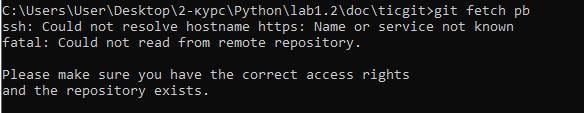 C:\Users\User\Desktop\2-курс\Python\lab1.2\doc\ticgit>git fetch pb
ssh: Could not resolve hostname https: Name or service not known
fatal: Could not read from remote repository.

Please make sure you have the correct access rights
and the repository exists.